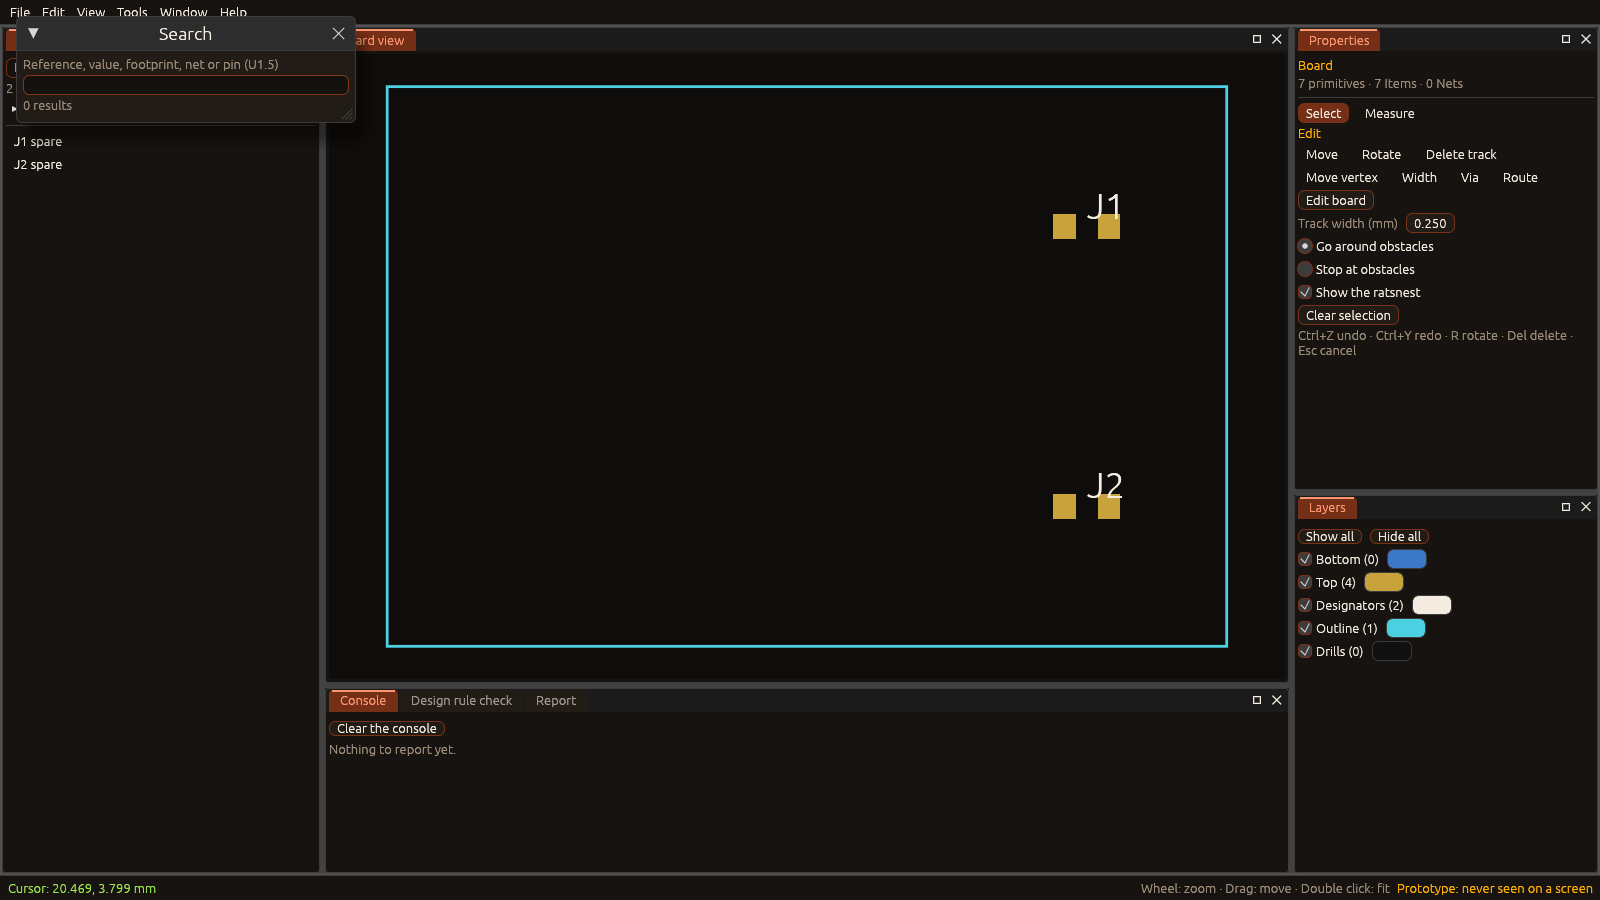 File Edit View Tools Window Help
Search
Reference, value, footprint, net or pin (U1.5)
0 results
2
J1 spare
J2 spare
ard view
J1
J2
Console Design rule check Report
Clear the console
Nothing to report yet.
Properties
Board
7 primitives · 7 Items · 0 Nets
Select Measure
Edit
Move Rotate Delete track
Move vertex Width Via Route
Edit board
Track width (mm) 0.250
Go around obstacles
Stop at obstacles
Show the ratsnest
Clear selection
Ctrl+Z undo · Ctrl+Y redo · R rotate · Del delete ·
Esc cancel
Layers
Show all Hide all
Bottom (0)
Top (4)
Designators (2)
Outline (1)
Drills (0)
Cursor: 20.469, 3.799 mm
Wheel: zoom · Drag: move · Double click: fit Prototype: never seen on a screen